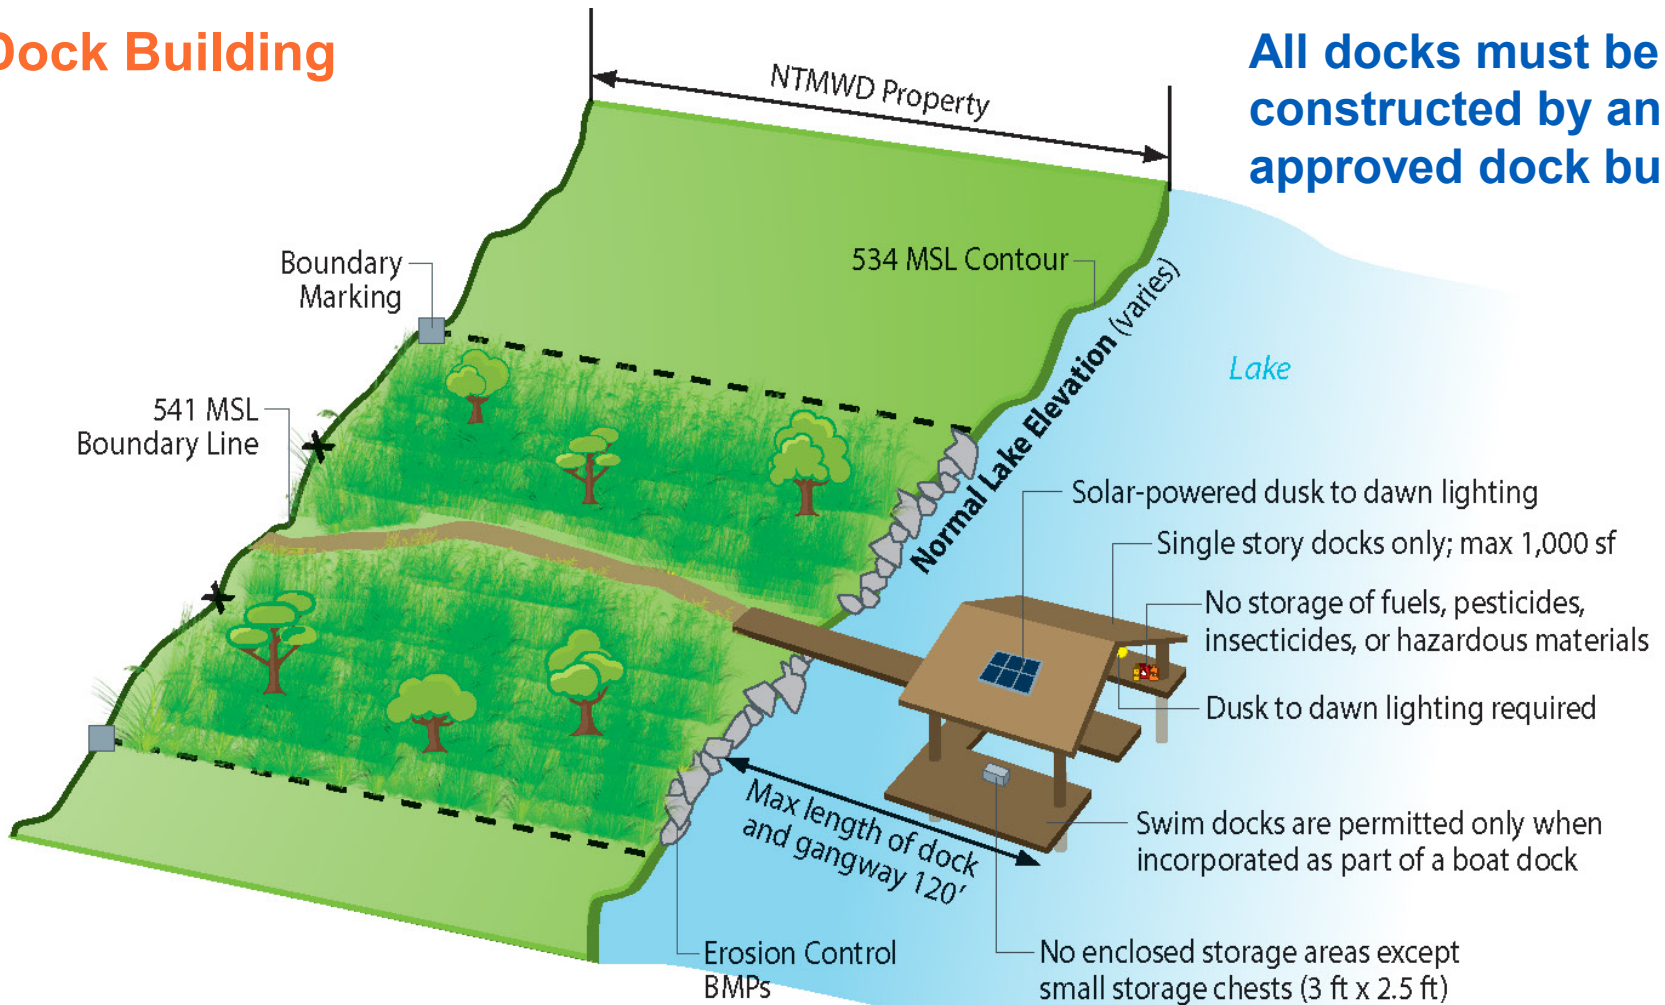 Dock Building
All docks must be
constructed by an
approved dock bu
NTMWD Property
534 MSL Contour
Boundary
Marking
Normal Lake Elevation (varies)
Lake
541 MSL
Boundary Line
Solar-powered dusk to dawn lighting
Single story docks only; max 1,000 sf
No storage of fuels, pesticides,
insecticides, or hazardous materials
Dusk to dawn lighting required
Max length of dock
and gangway 120′
Swim docks are permitted only when
incorporated as part of a boat dock
Erosion Control
BMPs
No enclosed storage areas except
small storage chests (3 ft x 2.5 ft)